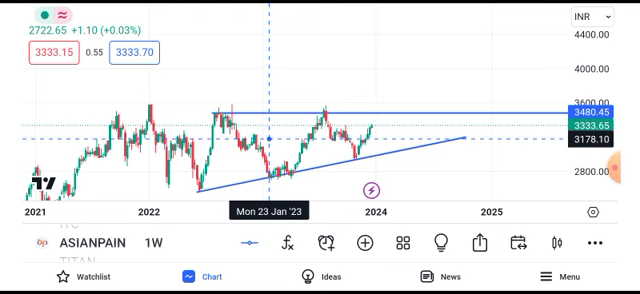 INR
2722.65 +1.10 (+0.03%)
4400.00
3333.15 0.55 3333.70
4000.00
3600.00
3480.45
3333.65
3178.10
2800.00
2021 2022 Mon 23 Jan '23 2024 2025
ASIANPAIN 1W
TITAN
Watchlist Chart Ideas News Menu